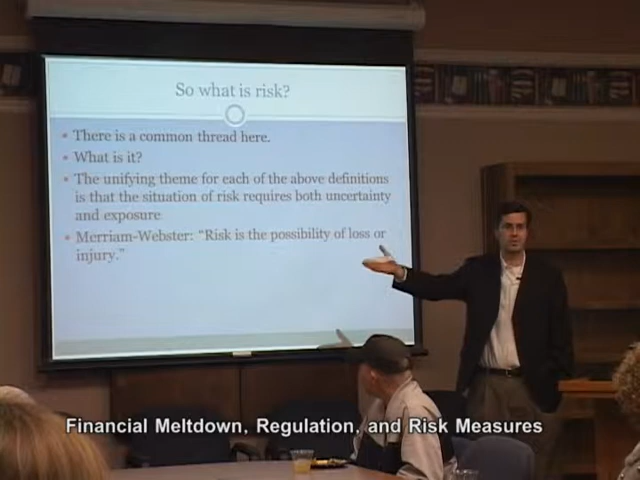 So what is risk?
There is a common thread here.
What is it?
The unifying theme for each of the above definitions
is that the situation of risk requires both uncertainty
and exposure
Merriam-Webster: “Risk is the possibility of loss or
injury.”
Financial Meltdown, Regulation, and Risk Measures